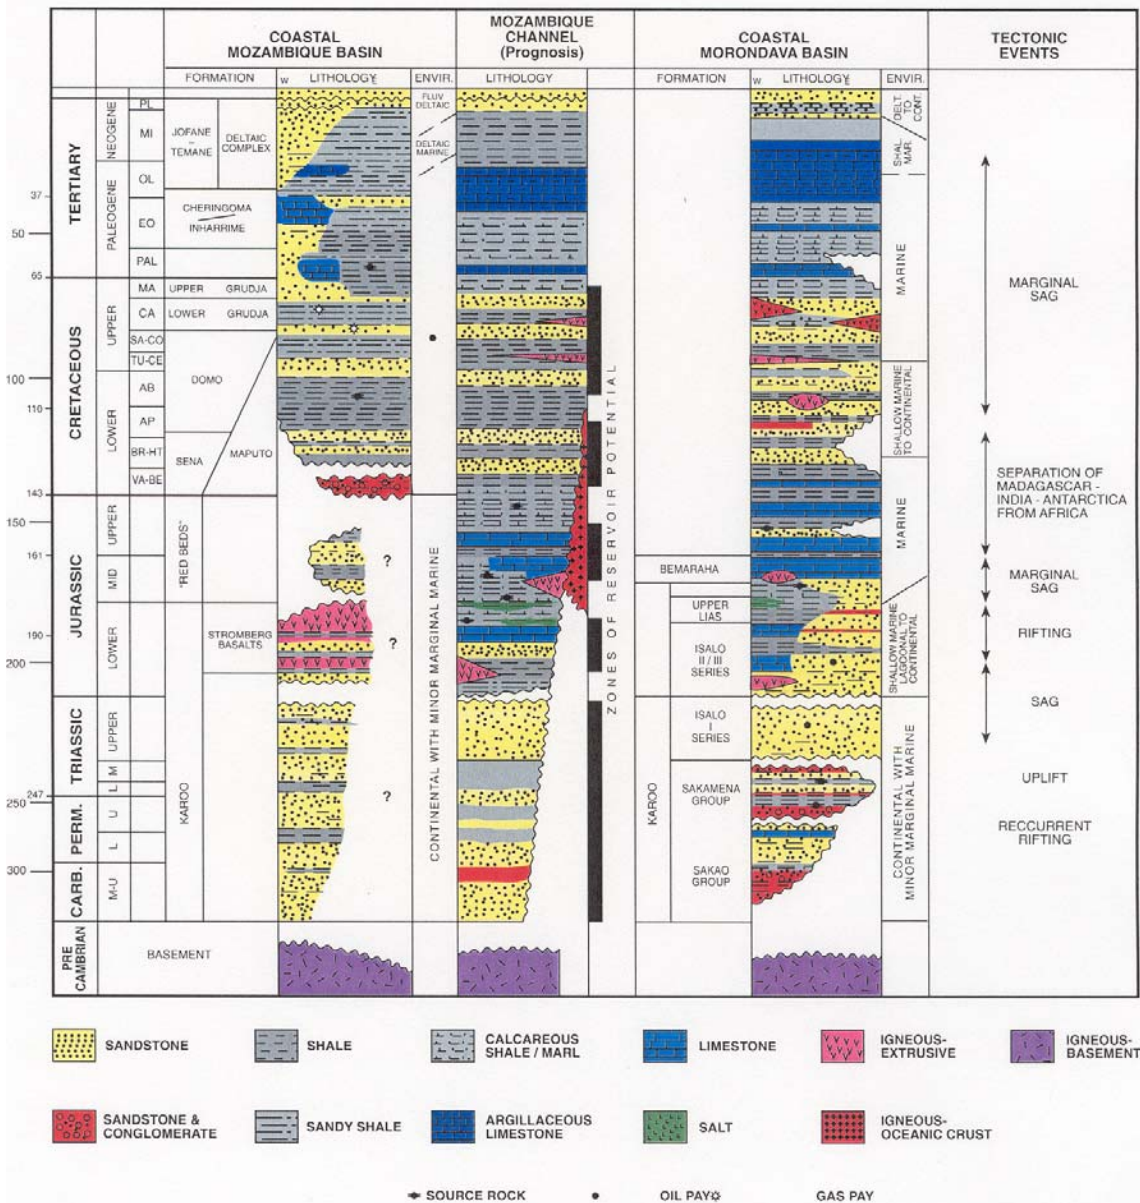 COASTAL
MOZAMBIQUE BASIN
MOZAMBIQUE
CHANNEL
(Prognosis)
COASTAL
MORONDAVA BASIN
TECTONIC
EVENTS
FORMATION
W LITHOLOGY E
ENVIR.
LITHOLOGY
FORMATION
W LITHOLOGY E
ENVIR.
TERTIARY
NEOGENE
PALEOGENE
PL
MI
OL
EO
PAL
37
50
65
JOFANE
–
TEMANE
DELTAIC
COMPLEX
CHERINGOMA
INHARRIME
FLUV
DELTAIC
DELTAIC
MARINE
DELT. TO
CONT.
SHAL
MAR.
MARINE
MARGINAL
SAG
CRETACEOUS
UPPER
LOWER
MA
CA
SA-CO
TU-CE
AB
AP
BR-HT
VA-BE
100
110
143
UPPER GRUDJA
LOWER GRUDJA
DOMO
SENA
MAPUTO
SHALLOW MARINE
TO CONTINENTAL
MARINE
SEPARATION OF
MADAGASCAR -
INDIA - ANTARCTICA
FROM AFRICA
JURASSIC
UPPER
MID
LOWER
150
161
190
200
"RED BEDS"
STROMBERG
BASALTS
?
?
CONTINENTAL WITH MINOR MARGINAL MARINE
ZONES OF RESERVOIR POTENTIAL
BEMARAHA
UPPER
LIAS
ISALO
II / III
SERIES
SHALLOW MARINE
LAGOONAL TO
CONTINENTAL
MARGINAL
SAG
RIFTING
SAG
TRIASSIC
UPPER
M
L
247
250
PERM.
U
L
300
CARB.
M-U
KAROO
?
KAROO
ISALO
I
SERIES
SAKAMENA
GROUP
SAKAO
GROUP
CONTINENTAL WITH
MINOR MARGINAL MARINE
UPLIFT
RECCURRENT
RIFTING
PRE
CAMBRIAN
BASEMENT
SANDSTONE
SHALE
CALCAREOUS
SHALE / MARL
LIMESTONE
IGNEOUS-
EXTRUSIVE
IGNEOUS-
BASEMENT
SANDSTONE &
CONGLOMERATE
SANDY SHALE
ARGILLACEOUS
LIMESTONE
SALT
IGNEOUS-
OCEANIC CRUST
SOURCE ROCK
OIL PAY
GAS PAY